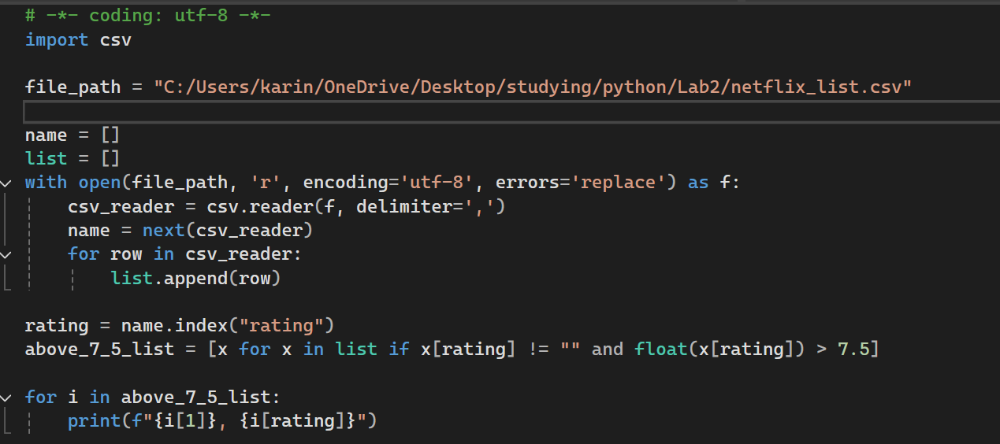 # -*- coding: utf-8 -*-
import csv
file_path = "C:/Users/karin/OneDrive/Desktop/studying/python/Lab2/netflix_list.csv"
name = []
list = []
with open(file_path, 'r', encoding='utf-8', errors='replace') as f:
    csv_reader = csv.reader(f, delimiter=',')
    name = next(csv_reader)
    for row in csv_reader:
        list.append(row)
rating = name.index("rating")
above_7_5_list = [x for x in list if x[rating] != "" and float(x[rating]) > 7.5]
for i in above_7_5_list:
    print(f"{i[1]}, {i[rating]}")